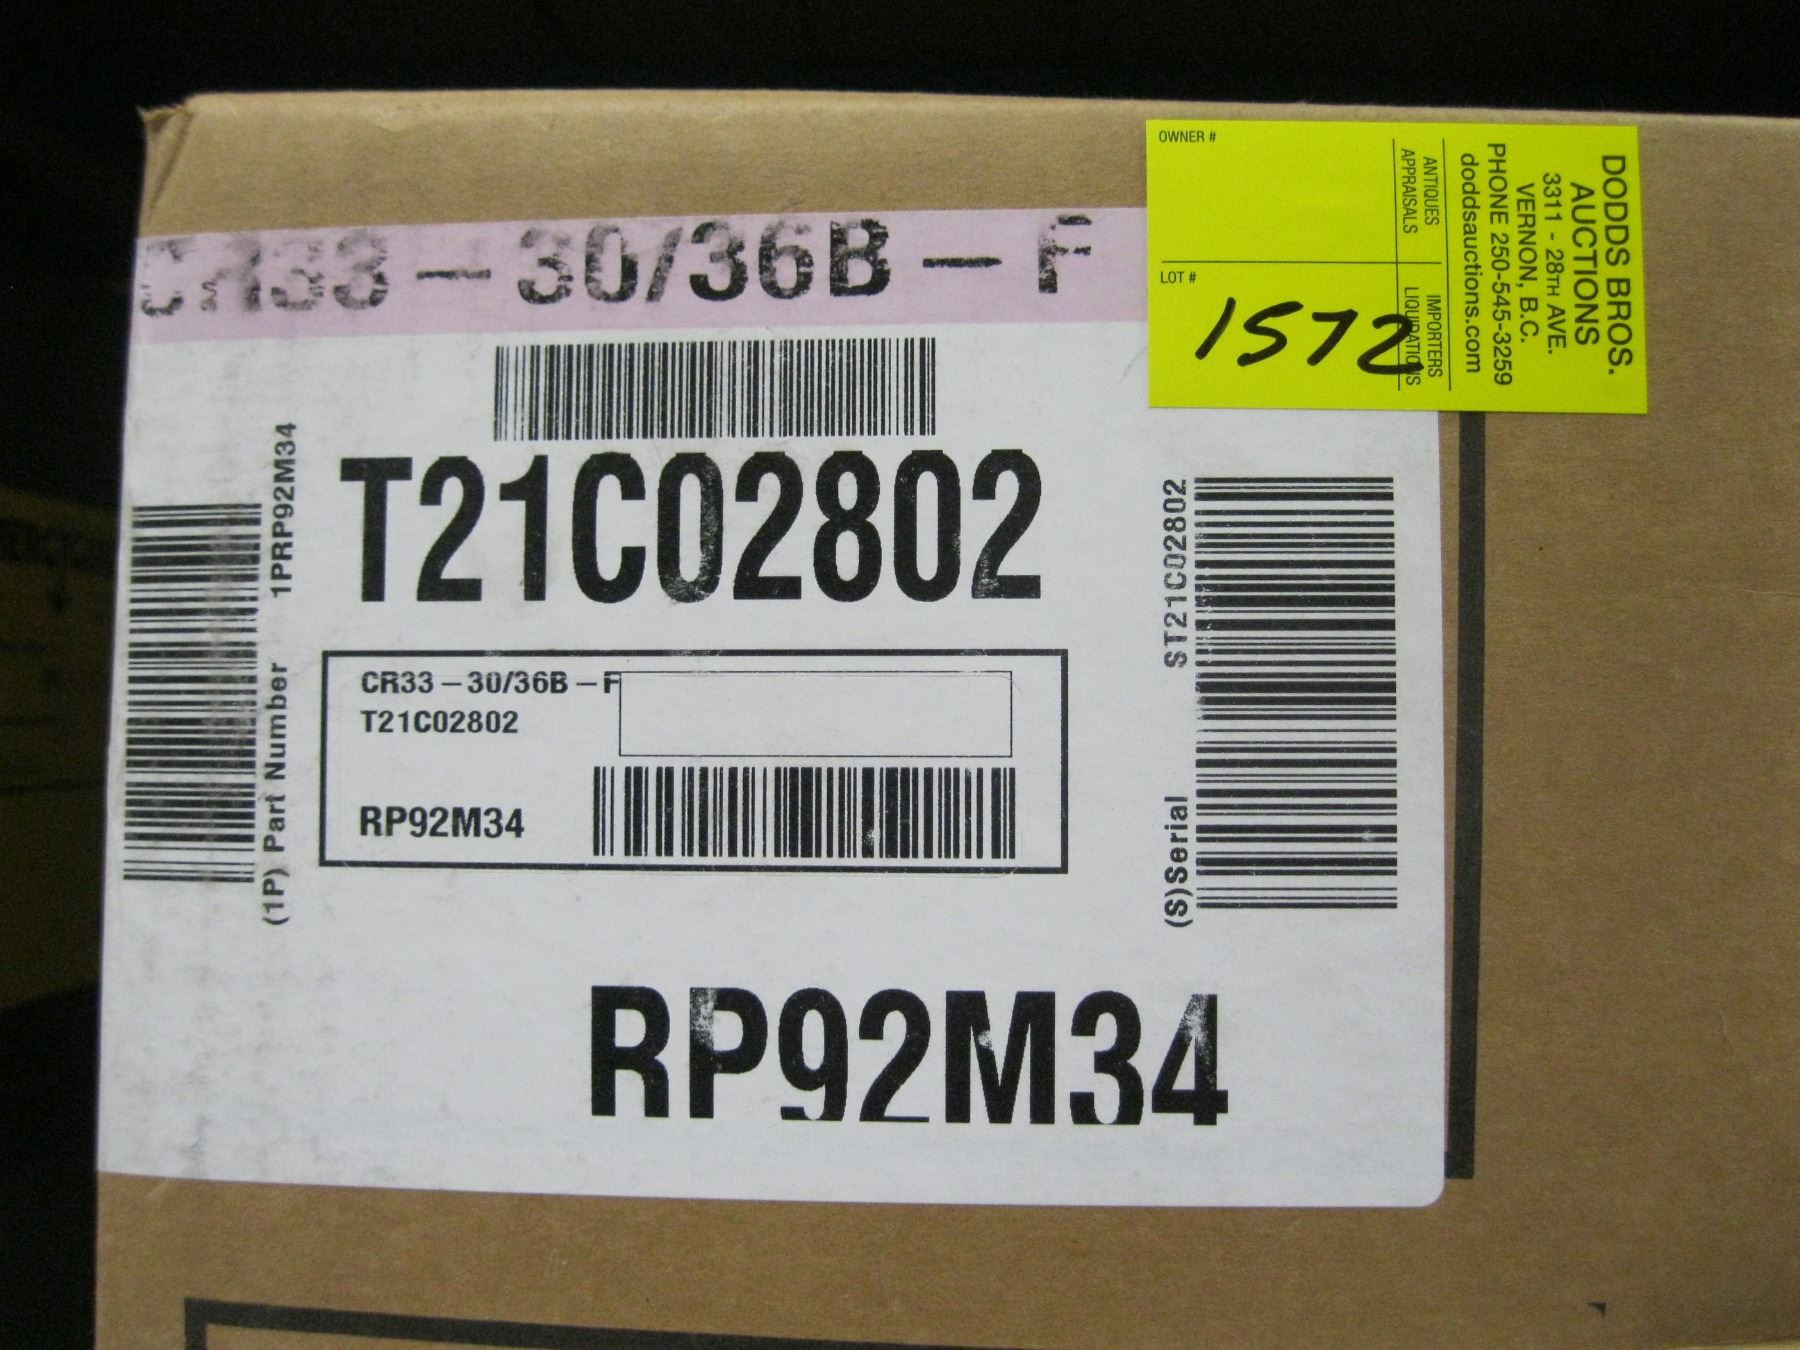 CR33 – 30/36B – F
T21C02802
(1P) Part Number 1PRP92M34
CR33 – 30/36B – F
T21C02802
RP92M34
(S)Serial ST21C02802
RP92M34
OWNER #
LOT #
1572
ANTIQUES
APPRAISALS
IMPORTERS
LIQUIDATIONS
DODDS BROS.
AUCTIONS
3311 - 28TH AVE.
VERNON, B.C.
PHONE 250-545-3259
doddsauctions.com